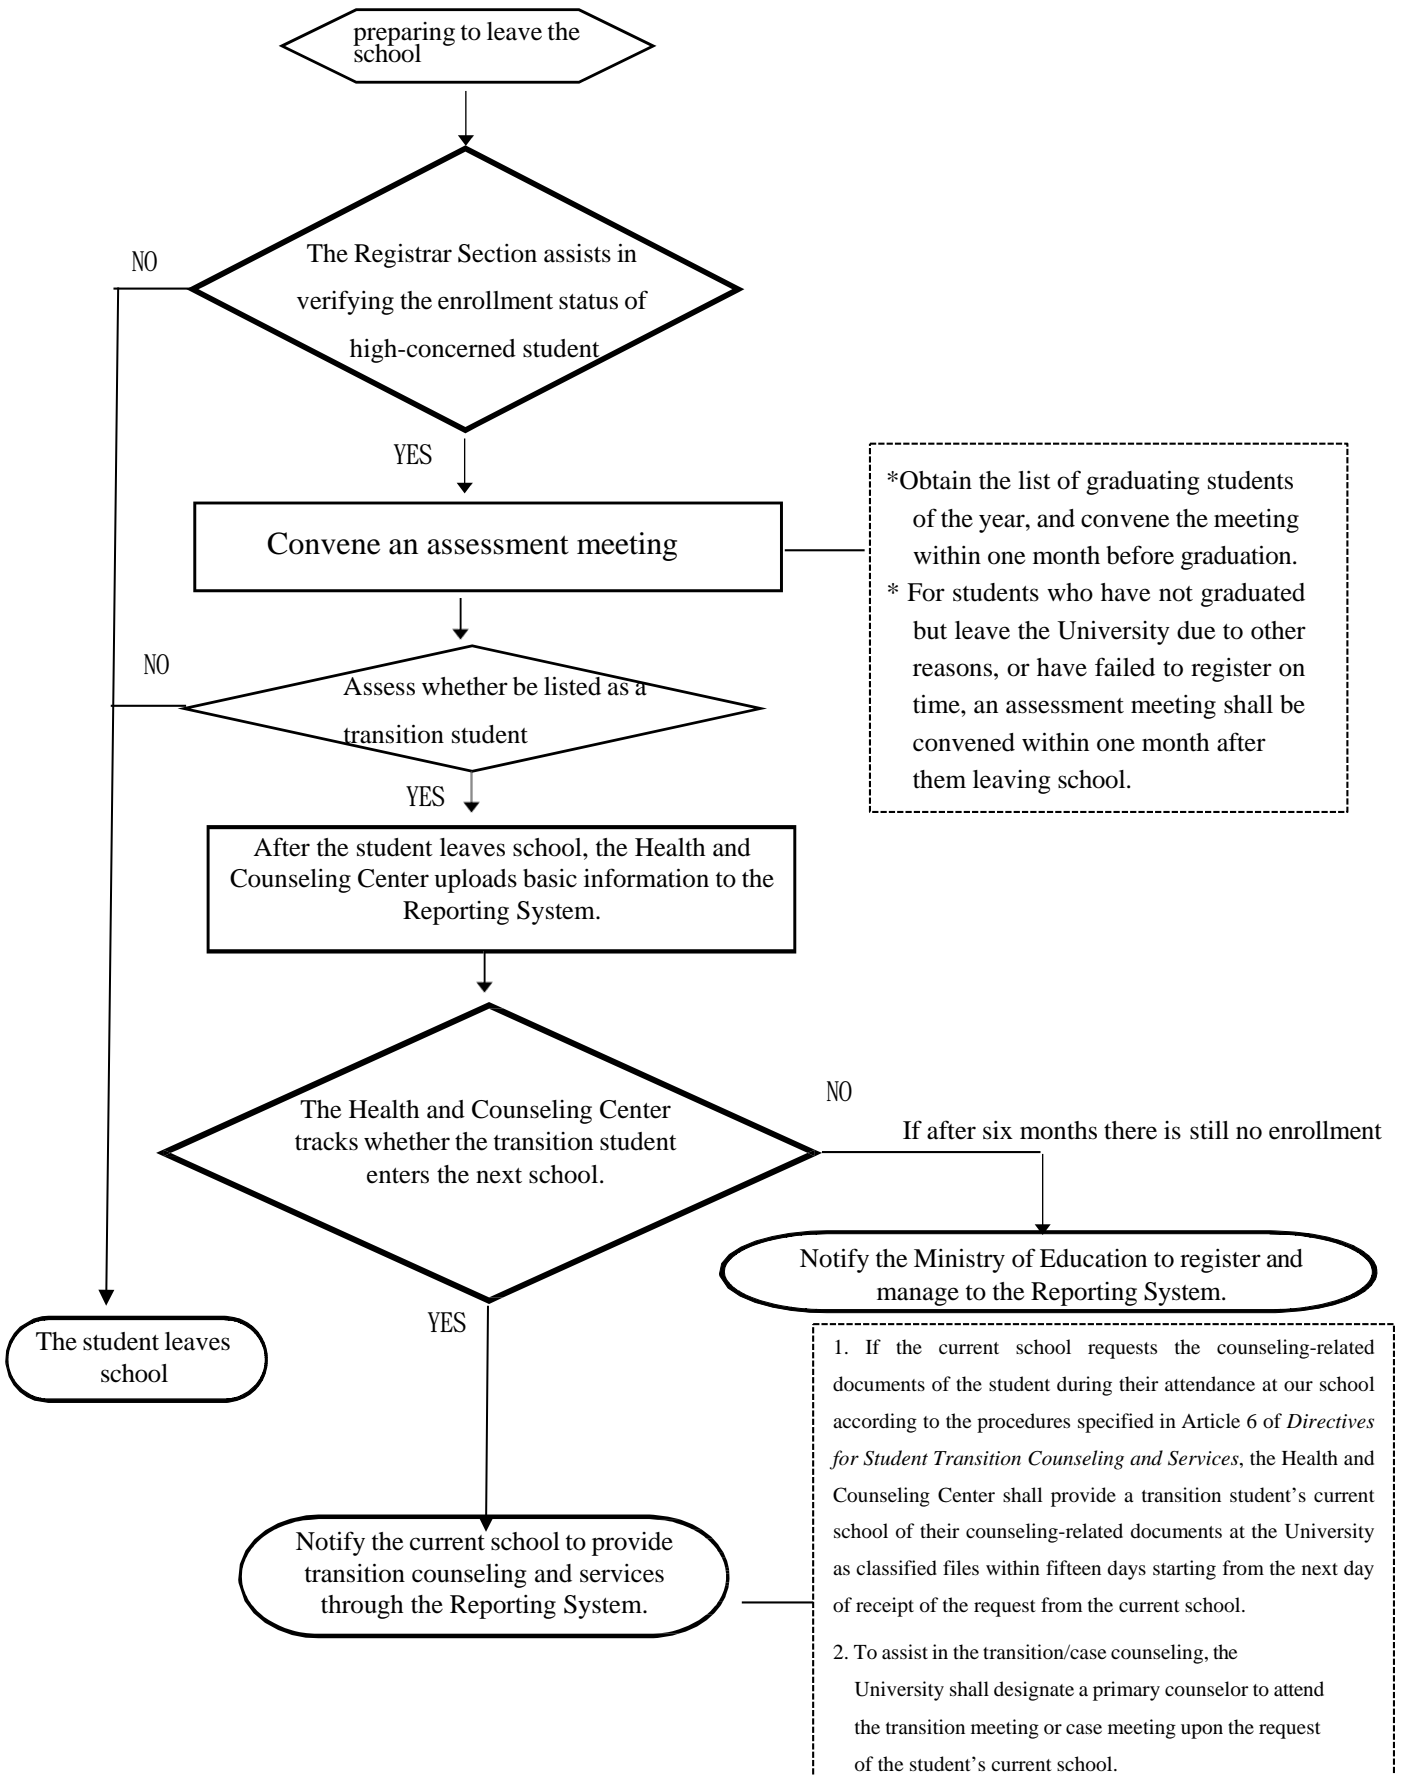 preparing to leave the
school
The Registrar Section assists in
verifying the enrollment status of
high-concerned student
NO
YES
Convene an assessment meeting
*Obtain the list of graduating students
of the year, and convene the meeting
within one month before graduation.
* For students who have not graduated
but leave the University due to other
reasons, or have failed to register on
time, an assessment meeting shall be
convened within one month after
them leaving school.
NO
Assess whether be listed as a
transition student
YES
After the student leaves school, the Health and
Counseling Center uploads basic information to the
Reporting System.
The Health and Counseling Center
tracks whether the transition student
enters the next school.
NO
If after six months there is still no enrollment
Notify the Ministry of Education to register and
manage to the Reporting System.
YES
The student leaves
school
Notify the current school to provide
transition counseling and services
through the Reporting System.
1. If the current school requests the counseling-related
documents of the student during their attendance at our school
according to the procedures specified in Article 6 of Directives
for Student Transition Counseling and Services, the Health and
Counseling Center shall provide a transition student’s current
school of their counseling-related documents at the University
as classified files within fifteen days starting from the next day
of receipt of the request from the current school.
2. To assist in the transition/case counseling, the
University shall designate a primary counselor to attend
the transition meeting or case meeting upon the request
of the student’s current school.